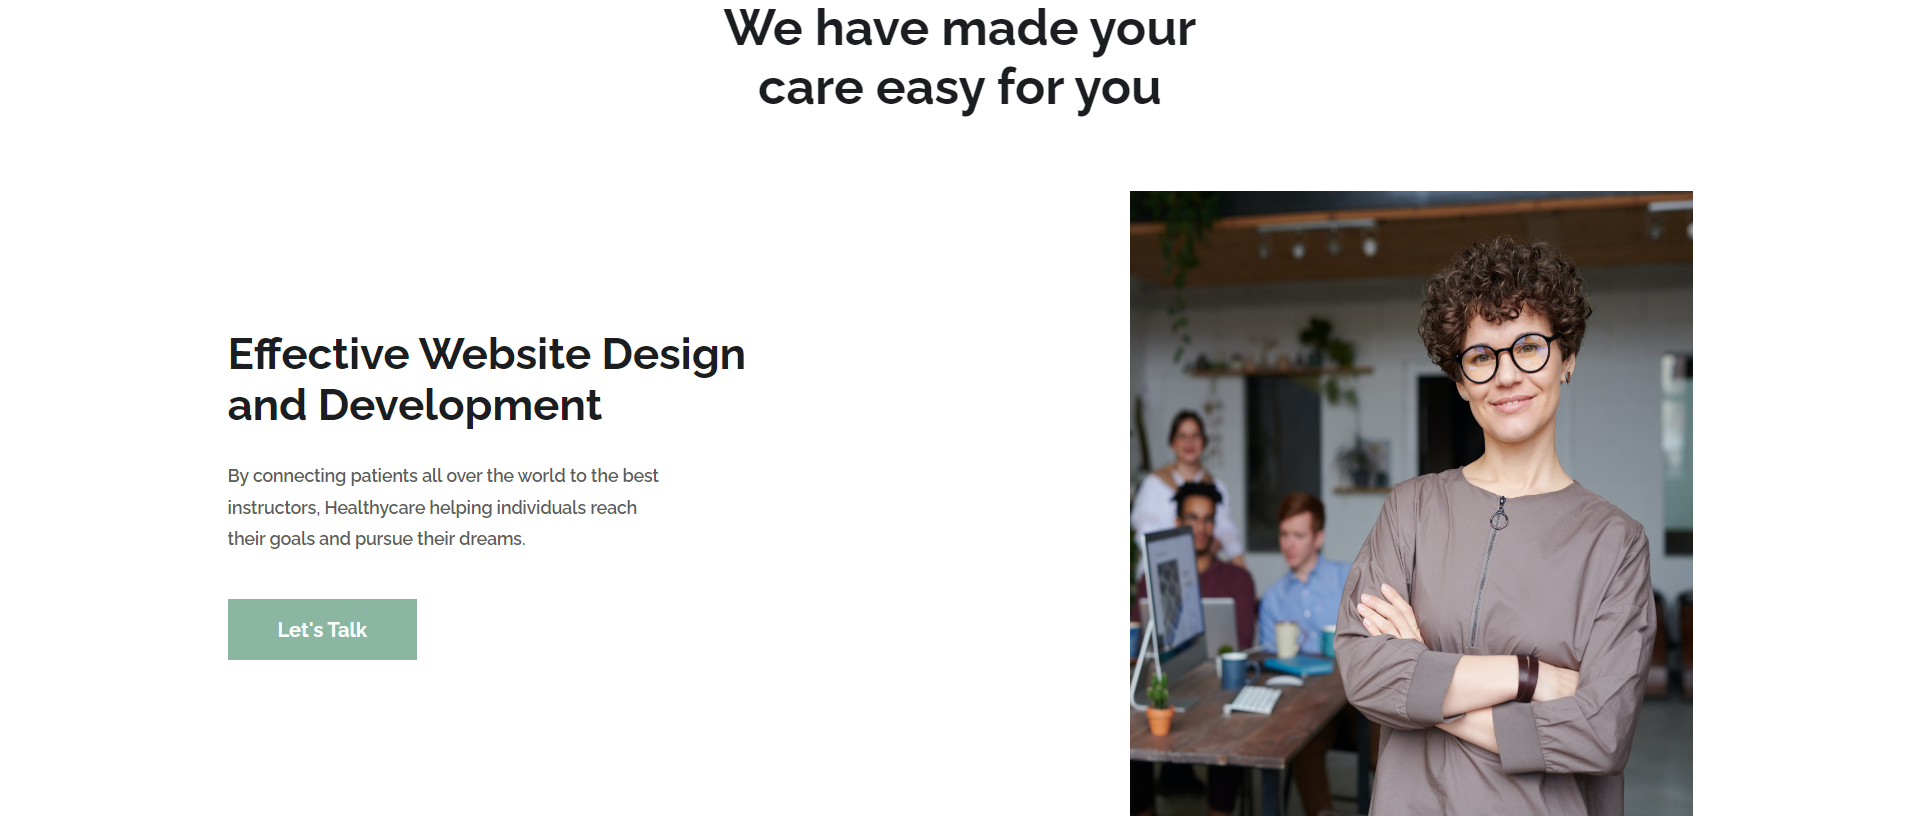 We have made your
care easy for you
Effective Website Design
and Development
By connecting patients all over the world to the best
instructors, Healthycare helping individuals reach
their goals and pursue their dreams.
Let's Talk